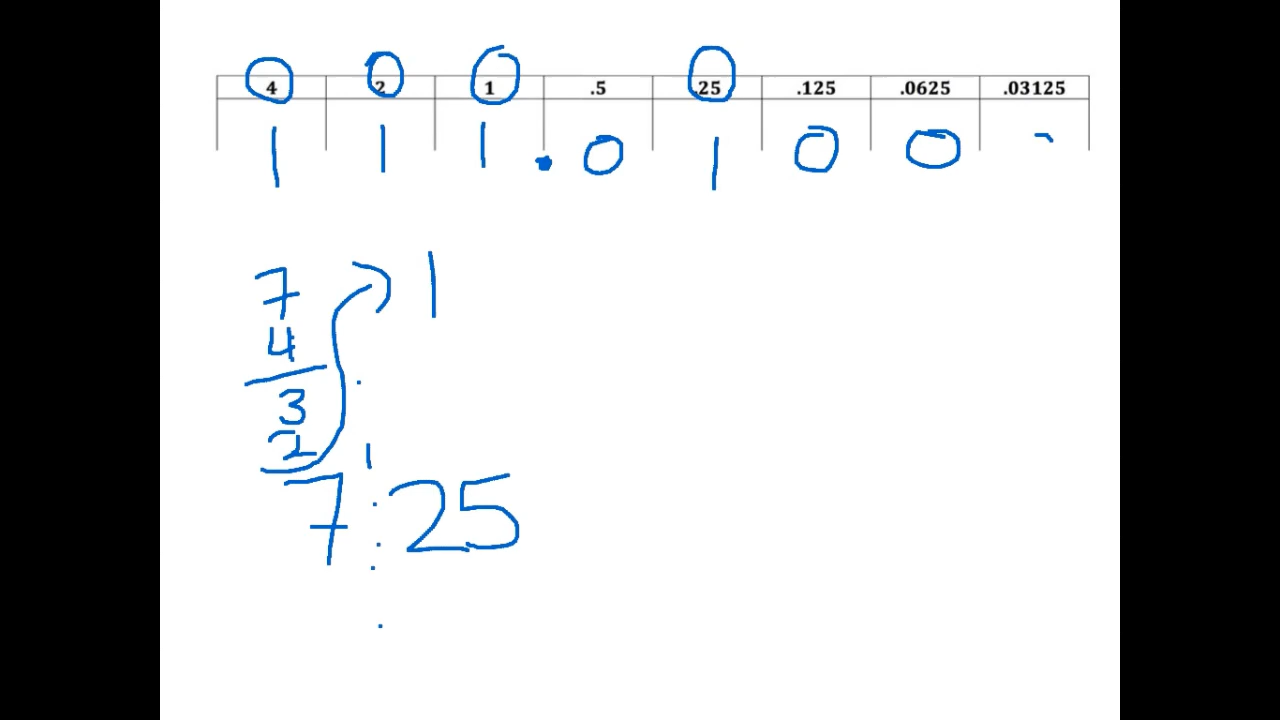 4 2 1 .5 .25 .125 .0625 .03125
1 1 1 . 0 1 0 0
7 1
4
3
2
7 25